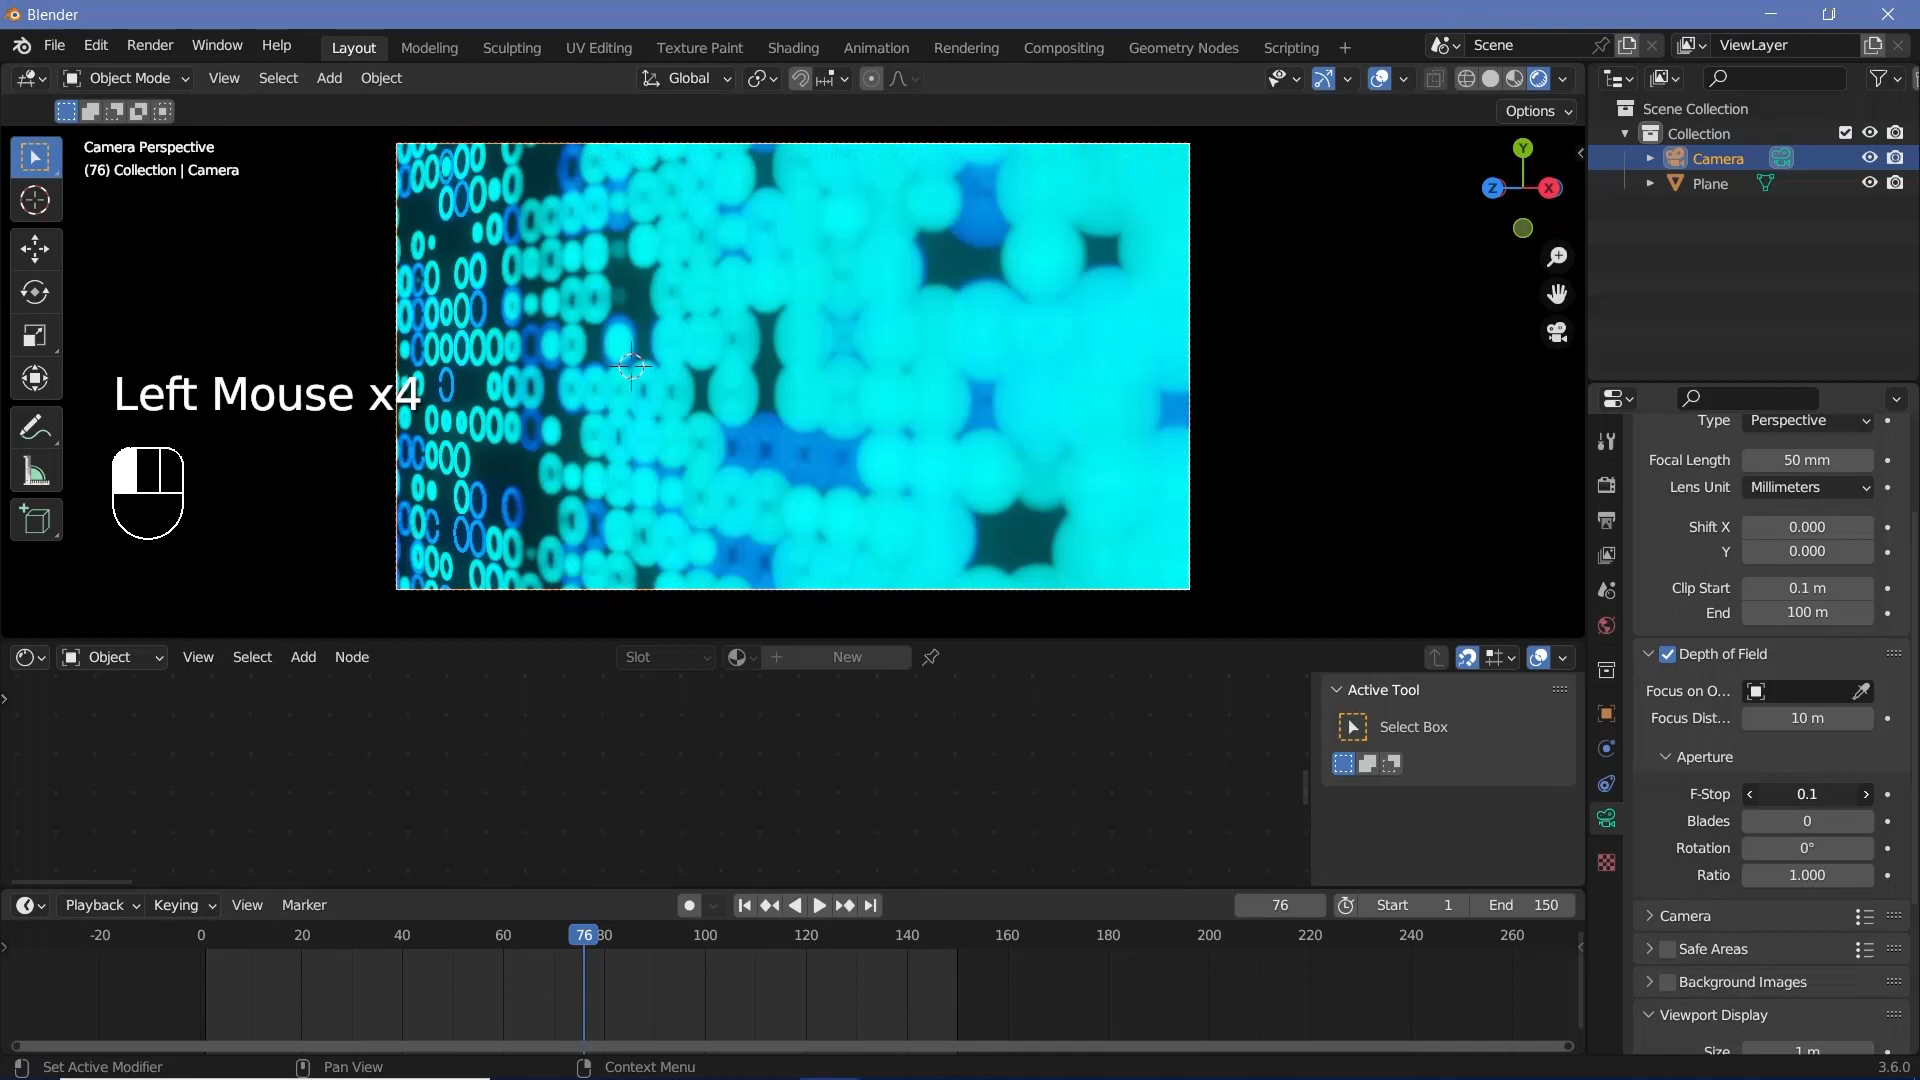 Blender
File Edit Render Window Help Layout Modeling Sculpting UV Editing Texture Paint Shading Animation Rendering Compositing Geometry Nodes Scripting + Scene ViewLayer
Object Mode View Select Add Object Global
Options
Camera Perspective
(76) Collection | Camera
Y
Z X
Left Mouse x4
Scene Collection
Collection
Camera
Plane
Type Perspective
Focal Length 50 mm
Lens Unit Millimeters
Shift X 0.000
Y 0.000
Clip Start 0.1 m
End 100 m
Depth of Field
Focus on O...
Focus Dist... 10 m
Aperture
F-Stop 0.1
Blades 0
Rotation 0°
Ratio 1.000
Camera
Safe Areas
Background Images
Viewport Display
Size 1 m
Object View Select Add Node Slot New
Active Tool
Select Box
Playback Keying View Marker 76 Start 1 End 150
-20 0 20 40 60 76 80 100 120 140 160 180 200 220 240 260
Set Active Modifier Pan View Context Menu 3.6.0